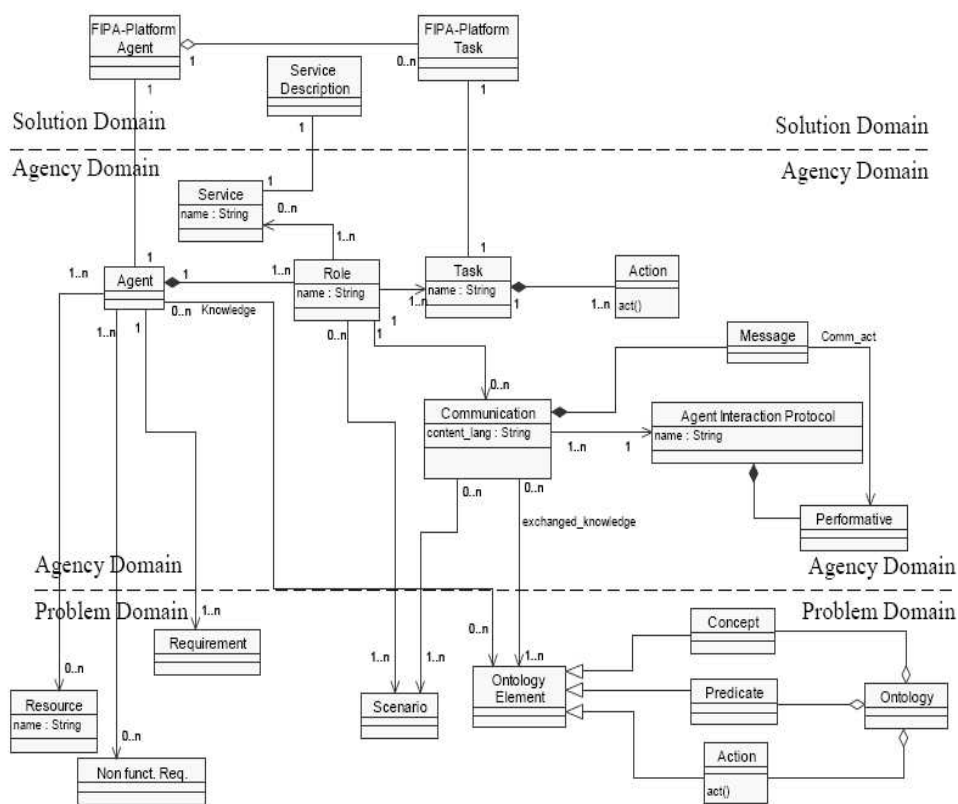 FIPA-Platform
Agent
1
1
0..n
FIPA-Platform
Task
1
Service
Description
1
Solution Domain
Solution Domain
Agency Domain
Agency Domain
Service
name : String
1
0..n
1..n
1
1
1..n
Agent
1
1..n
Role
name : String
1..n
Task
name : String
1
Action
act()
1..n
0..n
Knowledge
1..n
1
0..n
1
1
0..n
Message
Comm_act
Communication
content_lang : String
1..n
1
Agent Interaction Protocol
name : String
0..n
0..n
exchanged_knowledge
Performative
Agency Domain
Agency Domain
Problem Domain
Problem Domain
1..n
Requirement
0..n
Resource
name : String
0..n
Non funct. Req.
1..n
1..n
Scenario
0..n
1..n
Ontology
Element
Concept
Predicate
Ontology
Action
act()